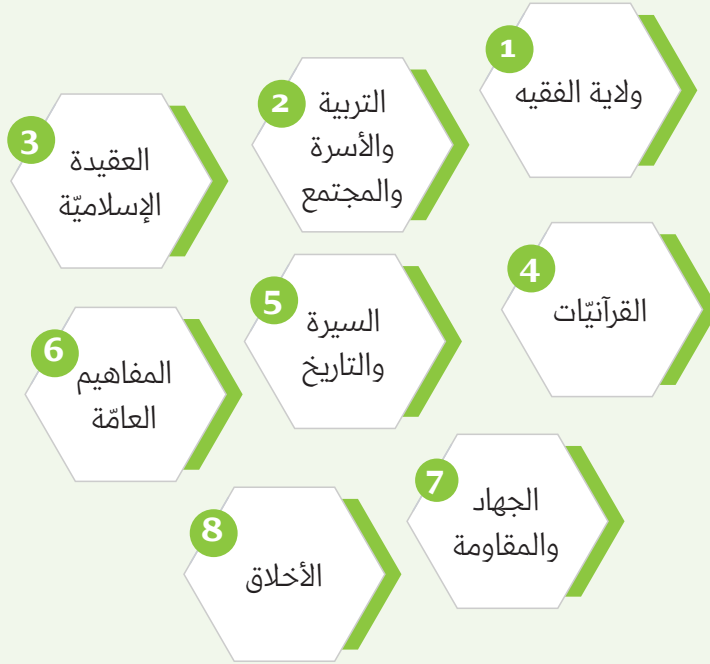 1
ولاية الفقيه
2
التربية
والأسرة
والمجتمع
3
العقيدة
الإسلاميّة
4
القرآنيّات
5
السيرة
والتاريخ
6
المفاهيم
العامّة
7
الجهاد
والمقاومة
8
الأخلاق